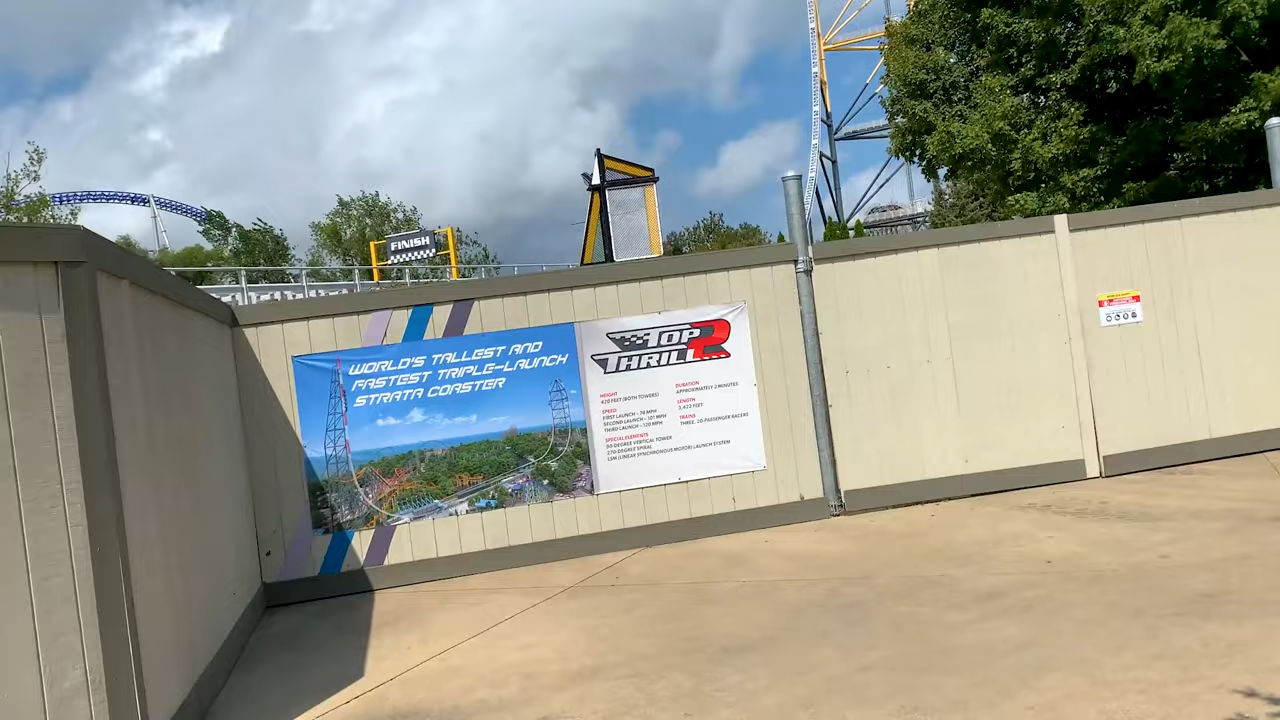 FINISH
WORLD'S TALLEST AND
FASTEST TRIPLE-LAUNCH
STRATA COASTER
TOP
THRILL 2
HEIGHT
420 FEET (BOTH TOWERS)
SPEED
FIRST LAUNCH – 74 MPH
SECOND LAUNCH – 101 MPH
THIRD LAUNCH – 120 MPH
SPECIAL ELEMENTS
90-DEGREE VERTICAL TOWER
270-DEGREE SPIRAL
LSM (LINEAR SYNCHRONOUS MOTOR) LAUNCH SYSTEM
DURATION
APPROXIMATELY 2 MINUTES
LENGTH
3,422 FEET
TRAINS
THREE, 20-PASSENGER RACERS